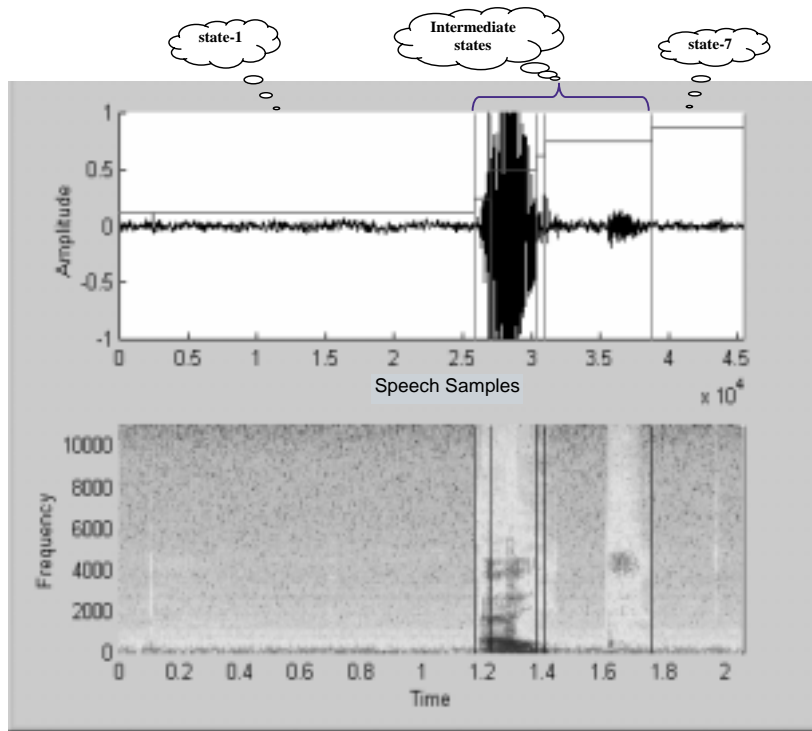 state-1
Intermediate
states
state-7
1
0.5
0
-0.5
-1
Amplitude
0 0.5 1 1.5 2 2.5 3 3.5 4 4.5
Speech Samples
x 10^4
10000
8000
6000
4000
2000
0
Frequency
0 0.2 0.4 0.6 0.8 1 1.2 1.4 1.6 1.8 2
Time